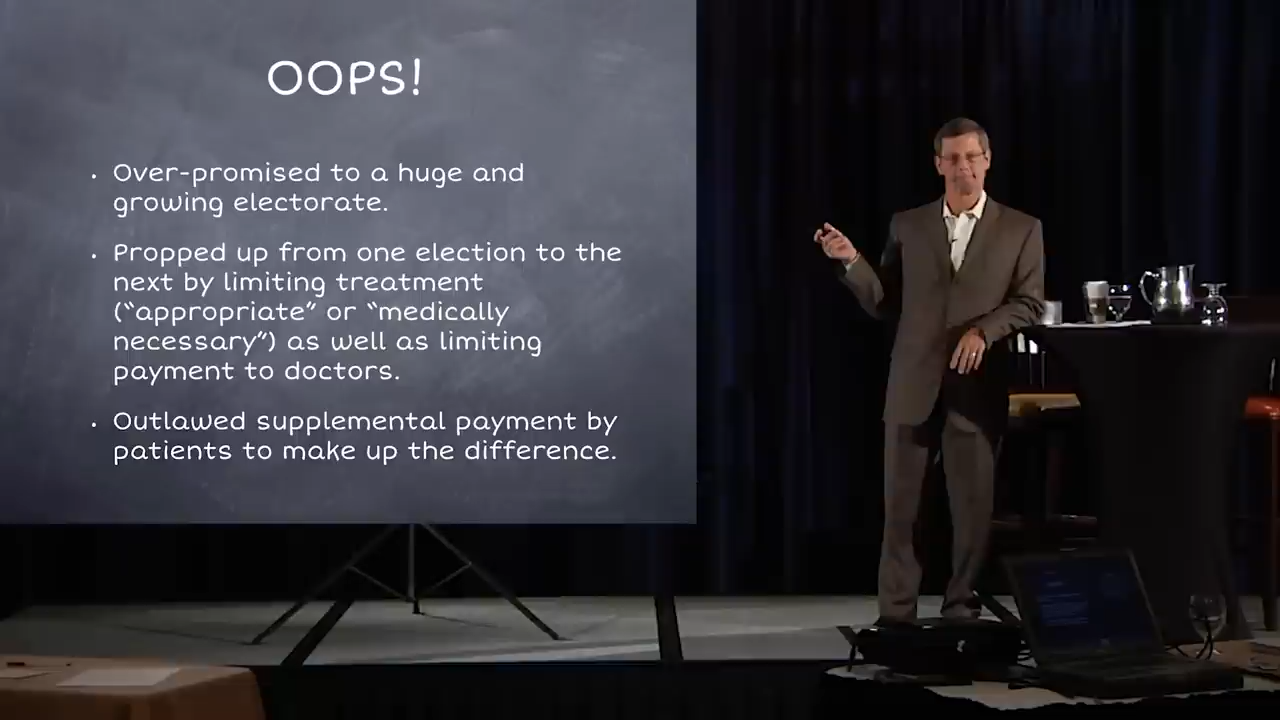 OOPS!
• Over-promised to a huge and
growing electorate.
• Propped up from one election to the
next by limiting treatment
(“appropriate” or “medically
necessary”) as well as limiting
payment to doctors.
• Outlawed supplemental payment by
patients to make up the difference.